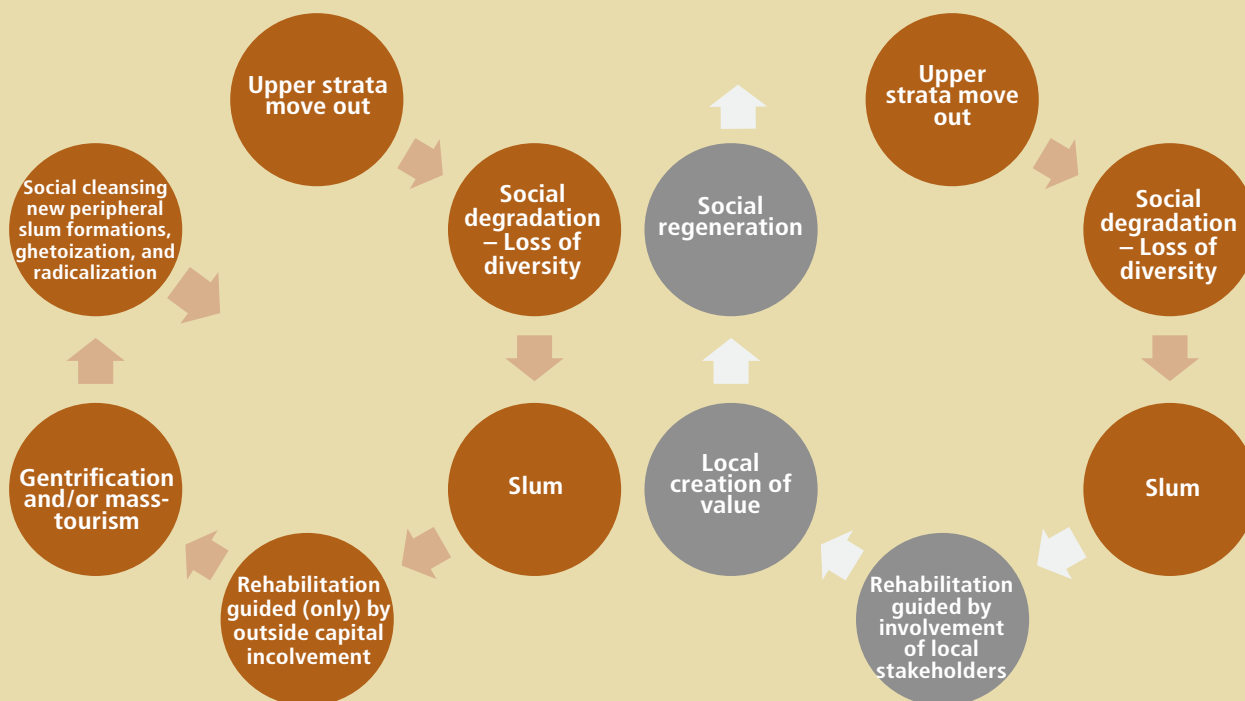 Upper strata
move out
Social
degradation
– Loss of
diversity
Slum
Rehabilitation
guided (only) by
outside capital
incolvement
Gentrification
and/or mass-
tourism
Social cleansing
new peripheral
slum formations,
ghetoization, and
radicalization
Upper
strata move
out
Social
degradation
– Loss of
diversity
Slum
Rehabilitation
guided by
involvement
of local
stakeholders
Local
creation of
value
Social
regeneration